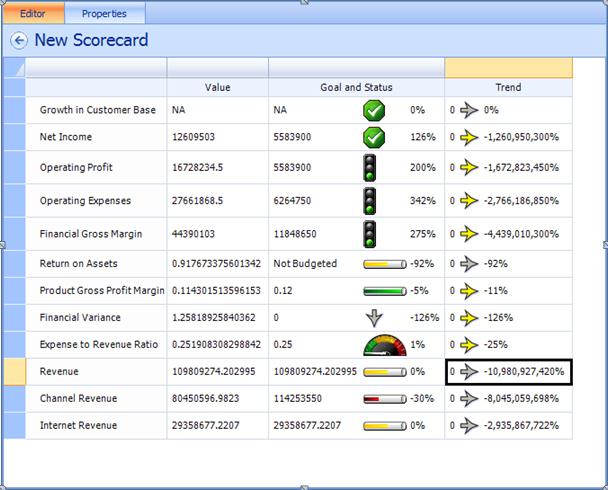 Editor Properties
New Scorecard
Value Goal and Status Trend
Growth in Customer Base NA NA 0% 0 0%
Net Income 12609503 5583900 126% 0 -1,260,950,300%
Operating Profit 16728234.5 5583900 200% 0 -1,672,823,450%
Operating Expenses 27661868.5 6264750 342% 0 -2,766,186,850%
Financial Gross Margin 44390103 11848650 275% 0 -4,439,010,300%
Return on Assets 0.917673375601342 Not Budgeted -92% 0 -92%
Product Gross Profit Margin 0.114301513596153 0.12 -5% 0 -11%
Financial Variance 1.25818925840362 0 -126% 0 -126%
Expense to Revenue Ratio 0.251908308298842 0.25 1% 0 -25%
Revenue 109809274.202995 109809274.202995 0% 0 -10,980,927,420%
Channel Revenue 80450596.9823 114253550 -30% 0 -8,045,059,698%
Internet Revenue 29358677.2207 29358677.2207 0% 0 -2,935,867,722%